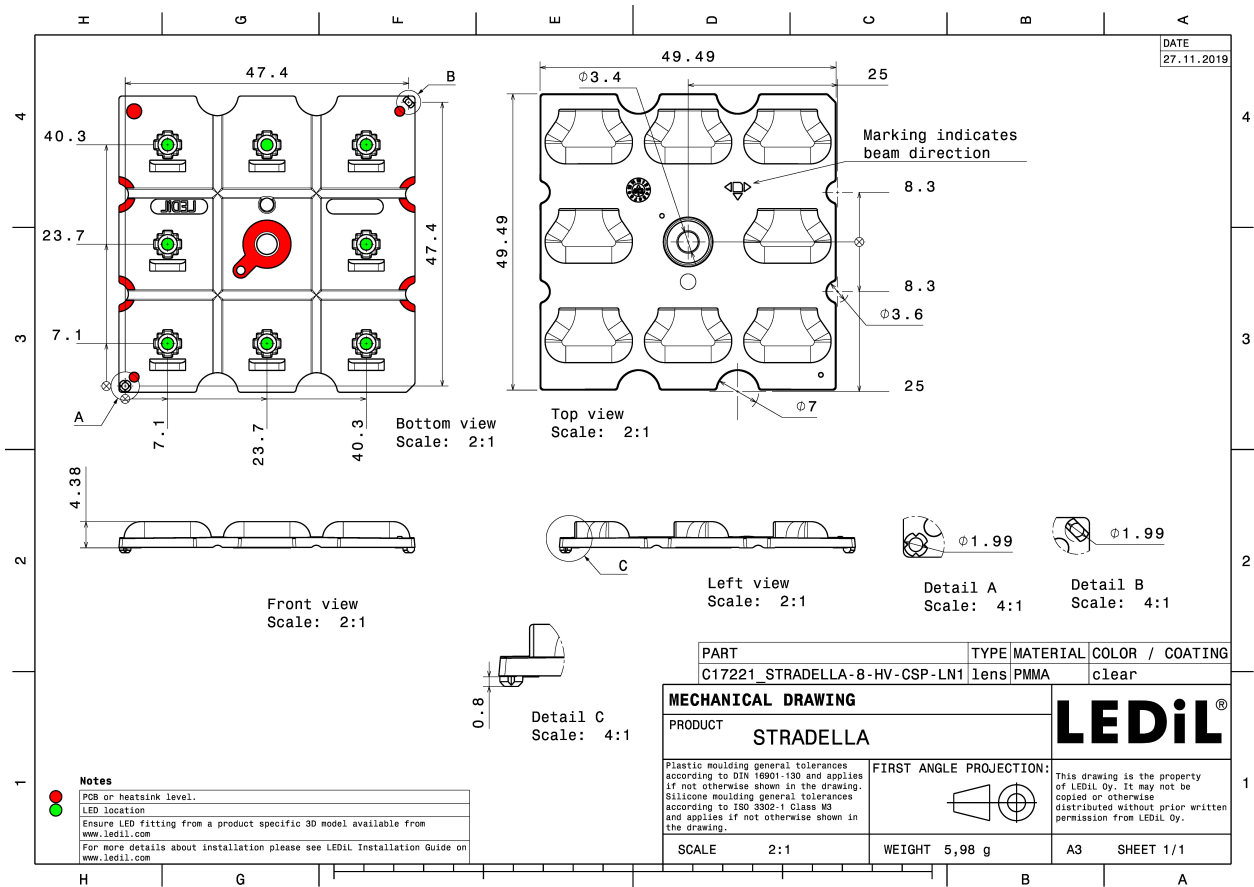 H G F E D C B A
DATE
27.11.2019
4
4
3
3
2
2
1
1
47.4
B
40.3
23.7
7.1
47.4
A
7.1
23.7
40.3
LEDiL
Bottom view
Scale: 2:1
49.49
∅3.4
25
Marking indicates
beam direction
8.3
49.49
8.3
∅3.6
25
∅7
Top view
Scale: 2:1
4.38
Front view
Scale: 2:1
C
Left view
Scale: 2:1
∅1.99
Detail A
Scale: 4:1
∅1.99
Detail B
Scale: 4:1
0.8
Detail C
Scale: 4:1
PART TYPE MATERIAL COLOR / COATING
C17221_STRADELLA-8-HV-CSP-LN1 lens PMMA clear
MECHANICAL DRAWING
PRODUCT
STRADELLA
LEDiL®
Plastic moulding general tolerances
according to DIN 16901-130 and applies
if not otherwise shown in the drawing.
Silicone moulding general tolerances
according to ISO 3302-1 Class M3
and applies if not otherwise shown in
the drawing.
FIRST ANGLE PROJECTION:
This drawing is the property
of LEDiL Oy. It may not be
copied or otherwise
distributed without prior written
permission from LEDiL Oy.
SCALE 2:1
WEIGHT 5,98 g
A3 SHEET 1/1
Notes
PCB or heatsink level.
LED location
Ensure LED fitting from a product specific 3D model available from
www.ledil.com
For more details about installation please see LEDiL Installation Guide on
www.ledil.com
H G B A